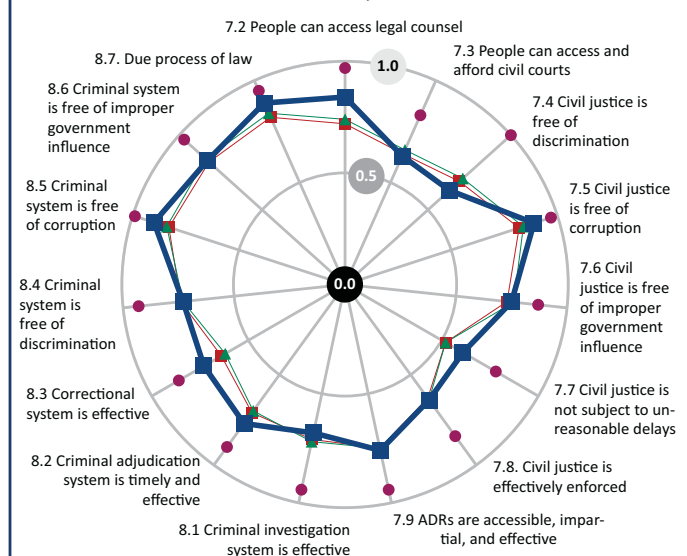 7.2 People can access legal counsel
7.3 People can access and
afford civil courts
7.4 Civil justice is
free of
discrimination
7.5 Civil justice
is free of
corruption
7.6 Civil
justice is free
of improper
government
influence
7.7 Civil justice is
not subject to un-
reasonable delays
7.8. Civil justice is
effectively enforced
7.9 ADRs are accessible, impar-
tial, and effective
8.1 Criminal investigation
system is effective
8.2 Criminal adjudication
system is timely and
effective
8.3 Correctional
system is effective
8.4 Criminal
system is
free of
discrimination
8.5 Criminal
system is free
of corruption
8.6 Criminal system
is free of improper
government
influence
8.7. Due process of law
1.0
0.5
0.0